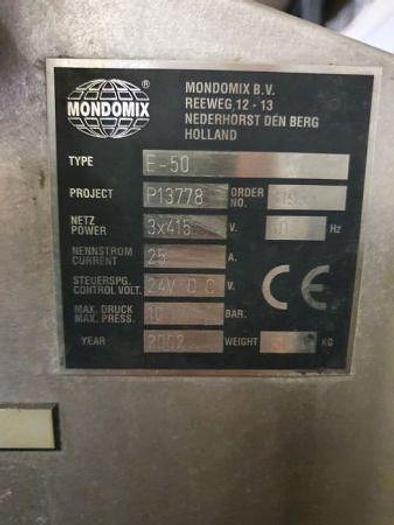 MONDOMIX ®
MONDOMIX B.V.
REEWEG 12 - 13
NEDERHORST DEN BERG
HOLLAND
TYPE E-50
PROJECT P13778 ORDER NO.
NETZ POWER 3x415 V. Hz
NENNSTROM CURRENT 25 A.
STEUERSPG. CONTROL VOLT. 24V D.C V.
MAX. DRUCK MAX. PRESS. 10 BAR.
YEAR 2002 WEIGHT KG
CE